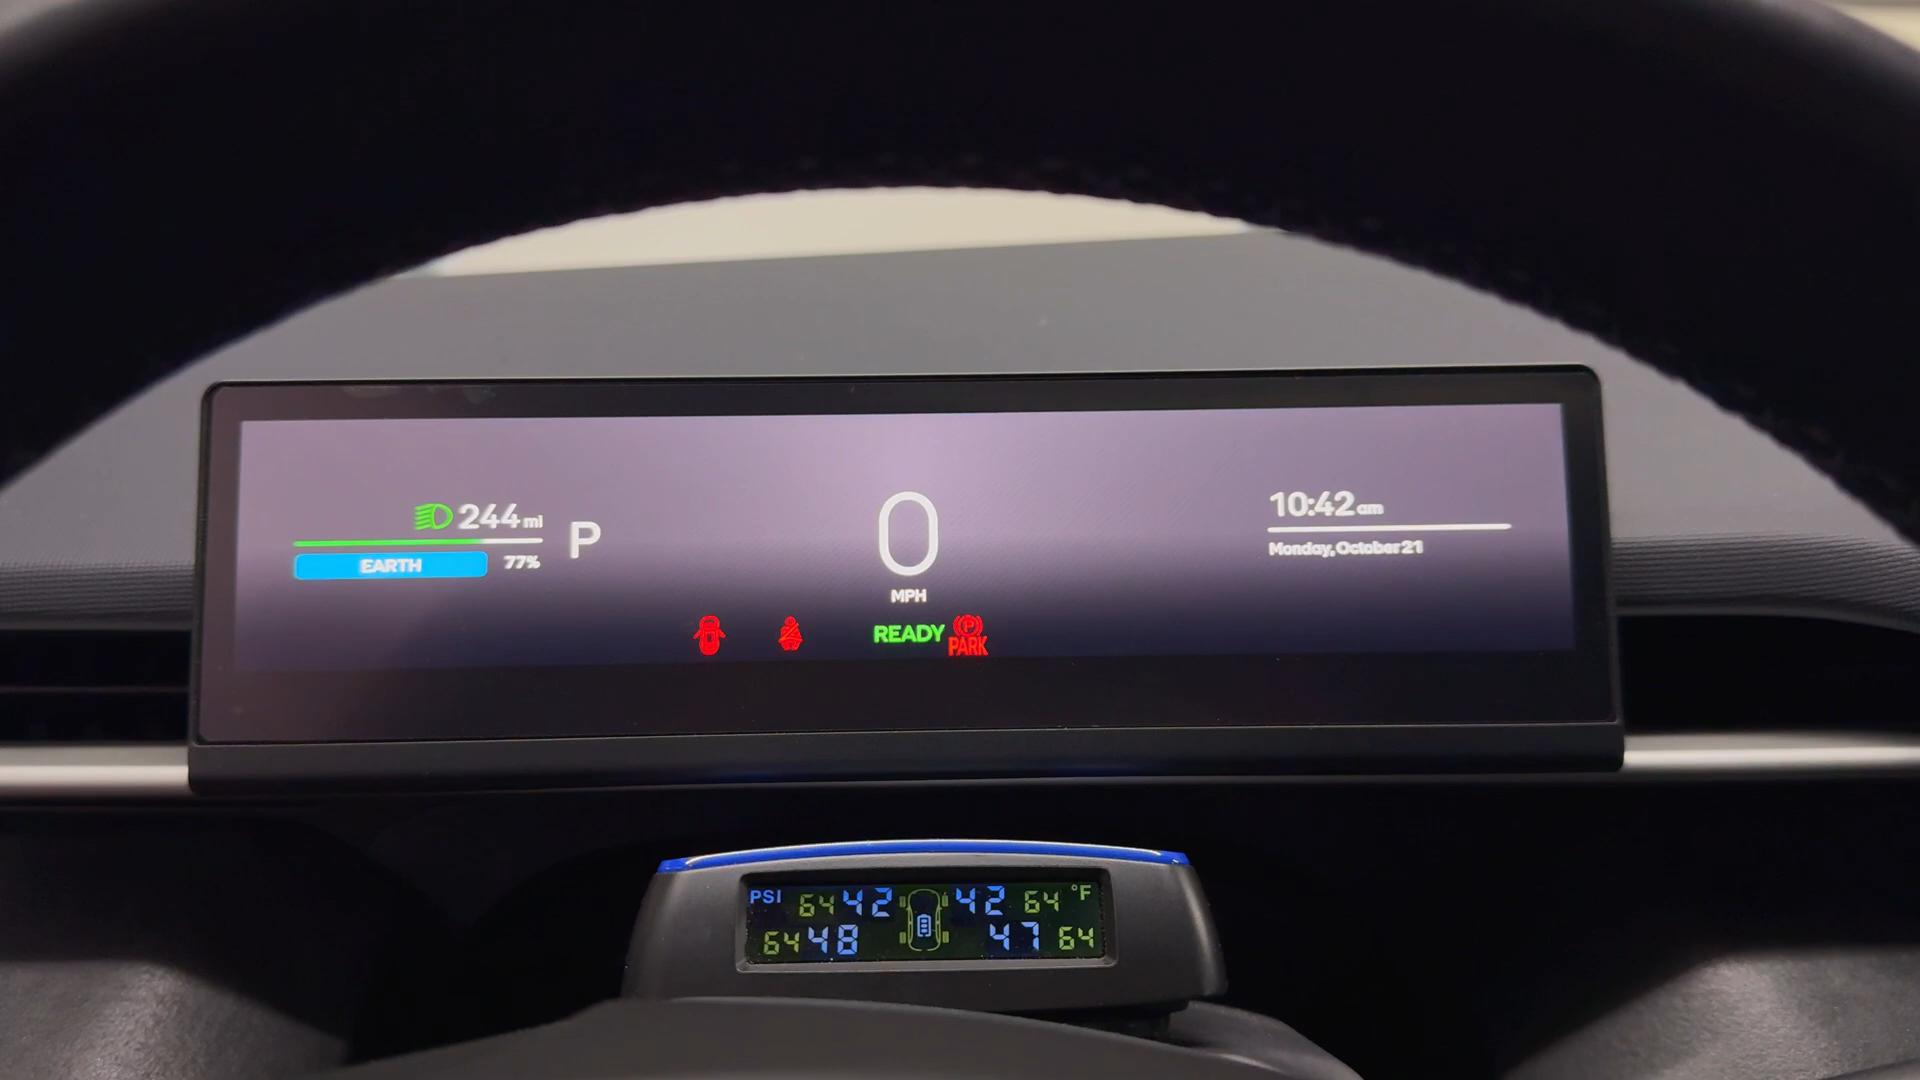 244 mi
P
EARTH 77%
0
MPH
10:42 am
Monday, October 21
READY
P
PARK
PSI 64 42 42 64 °F
64 48 47 64